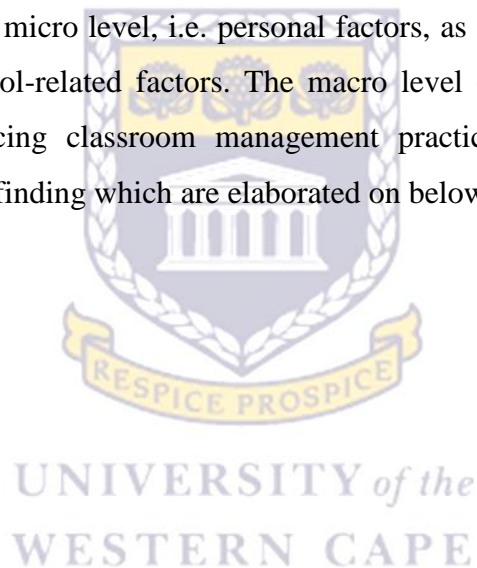 micro level, i.e. personal factors, as
ol-related factors. The macro level
cing classroom management practic
finding which are elaborated on below
RESPICE PROSPICE
UNIVERSITY of the
WESTERN CAPE